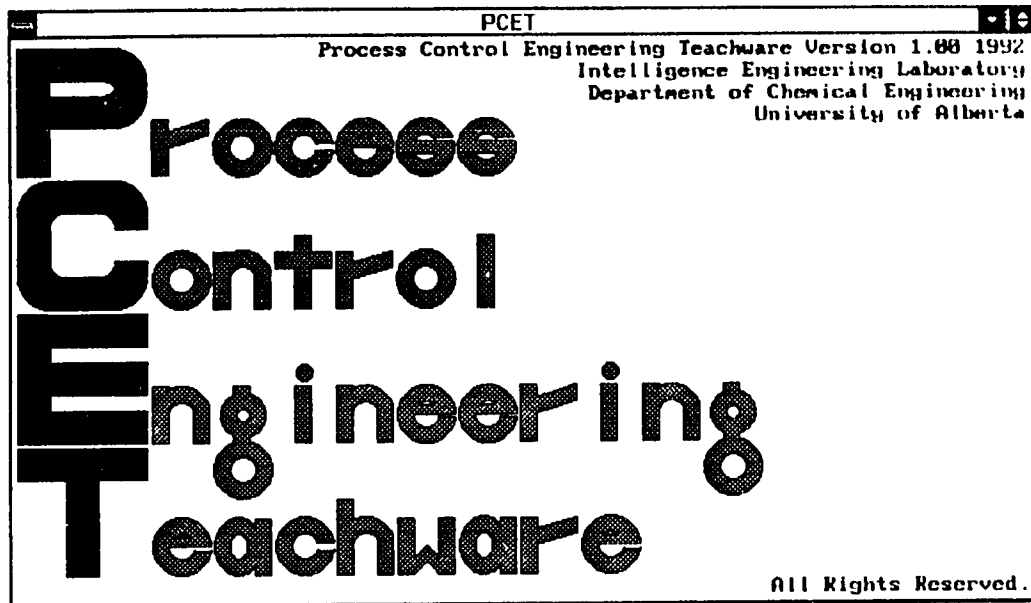 PCET
Process Control Engineering Teachware Version 1.00 1992
Intelligence Engineering Laboratory
Department of Chemical Engineering
University of Alberta
Process
Control
Engineering
Teachware
All Rights Reserved.